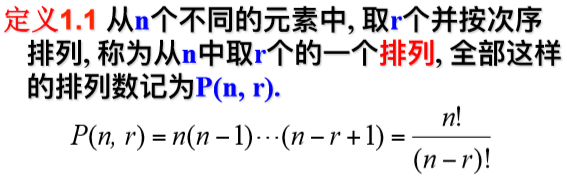 定义1.1 从n个不同的元素中, 取r个并按次序
排列, 称为从n中取r个的一个排列, 全部这样
的排列数记为P(n, r).
P(n, r) = n(n−1)⋯(n−r+1) = n!/(n−r)!